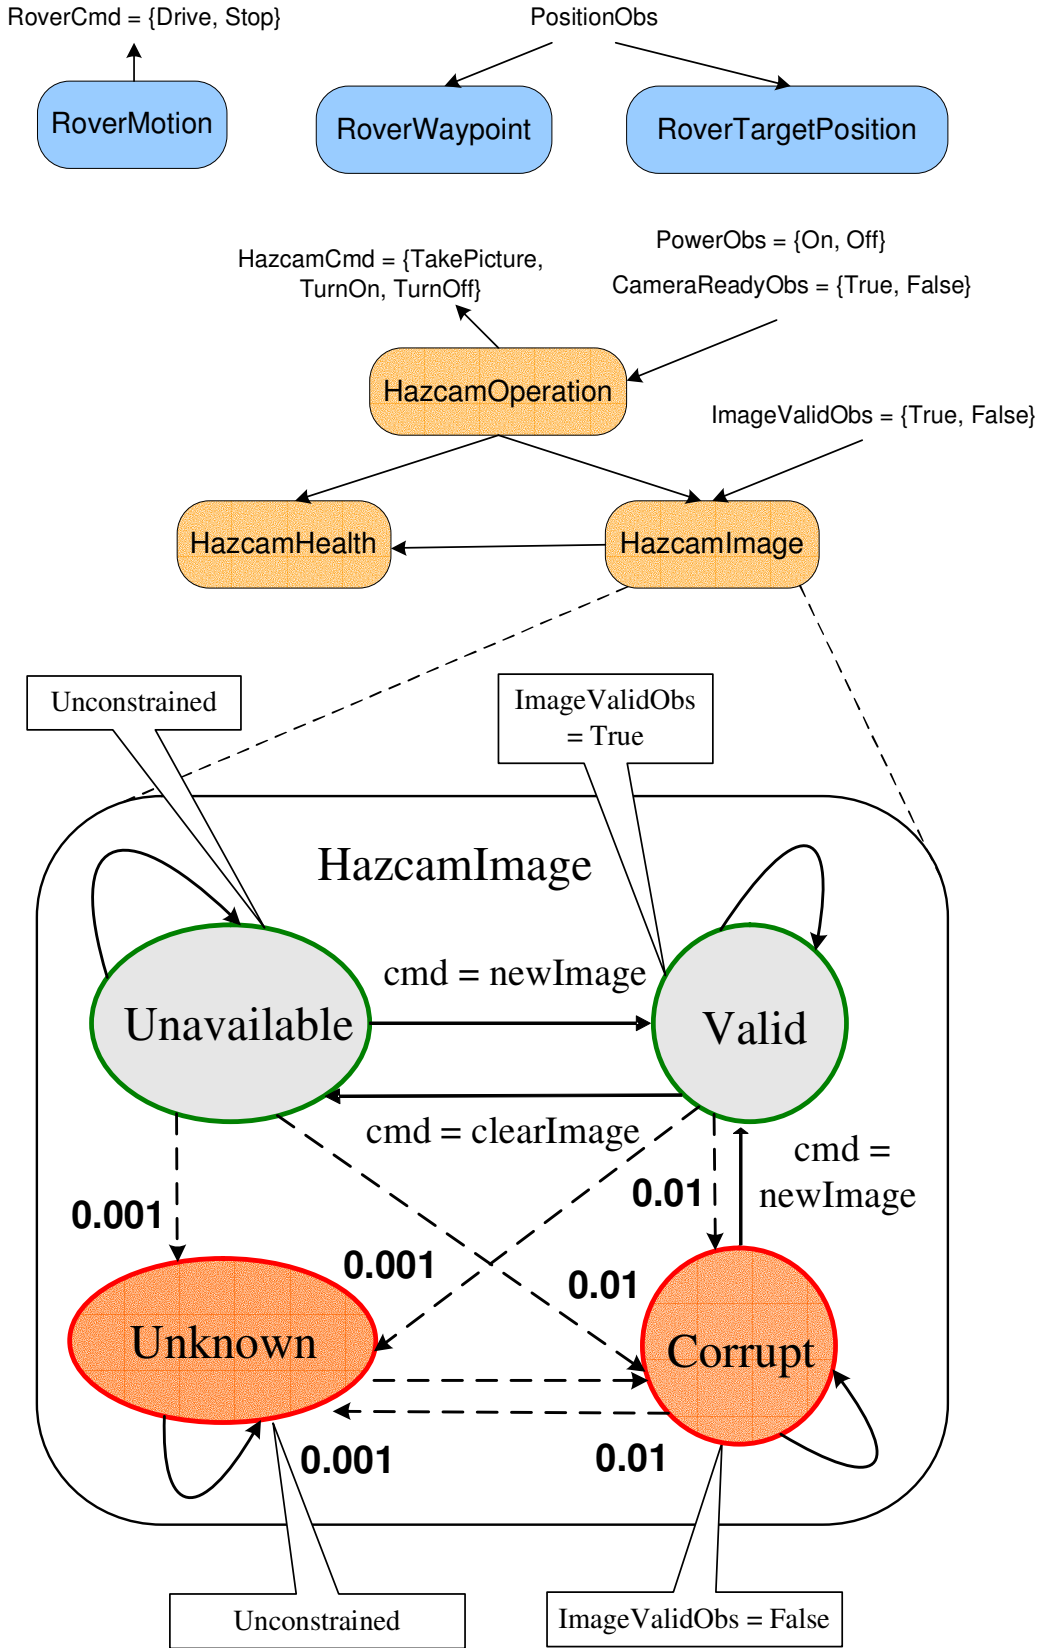 RoverCmd = {Drive, Stop}
PositionObs
RoverMotion
RoverWaypoint
RoverTargetPosition
PowerObs = {On, Off}
HazcamCmd = {TakePicture,
TurnOn, TurnOff}
CameraReadyObs = {True, False}
HazcamOperation
ImageValidObs = {True, False}
HazcamHealth
HazcamImage
Unconstrained
ImageValidObs
= True
HazcamImage
cmd = newImage
Unavailable
Valid
cmd = clearImage
cmd =
newImage
0.001
0.01
0.001
0.01
Unknown
Corrupt
0.001
0.01
Unconstrained
ImageValidObs = False